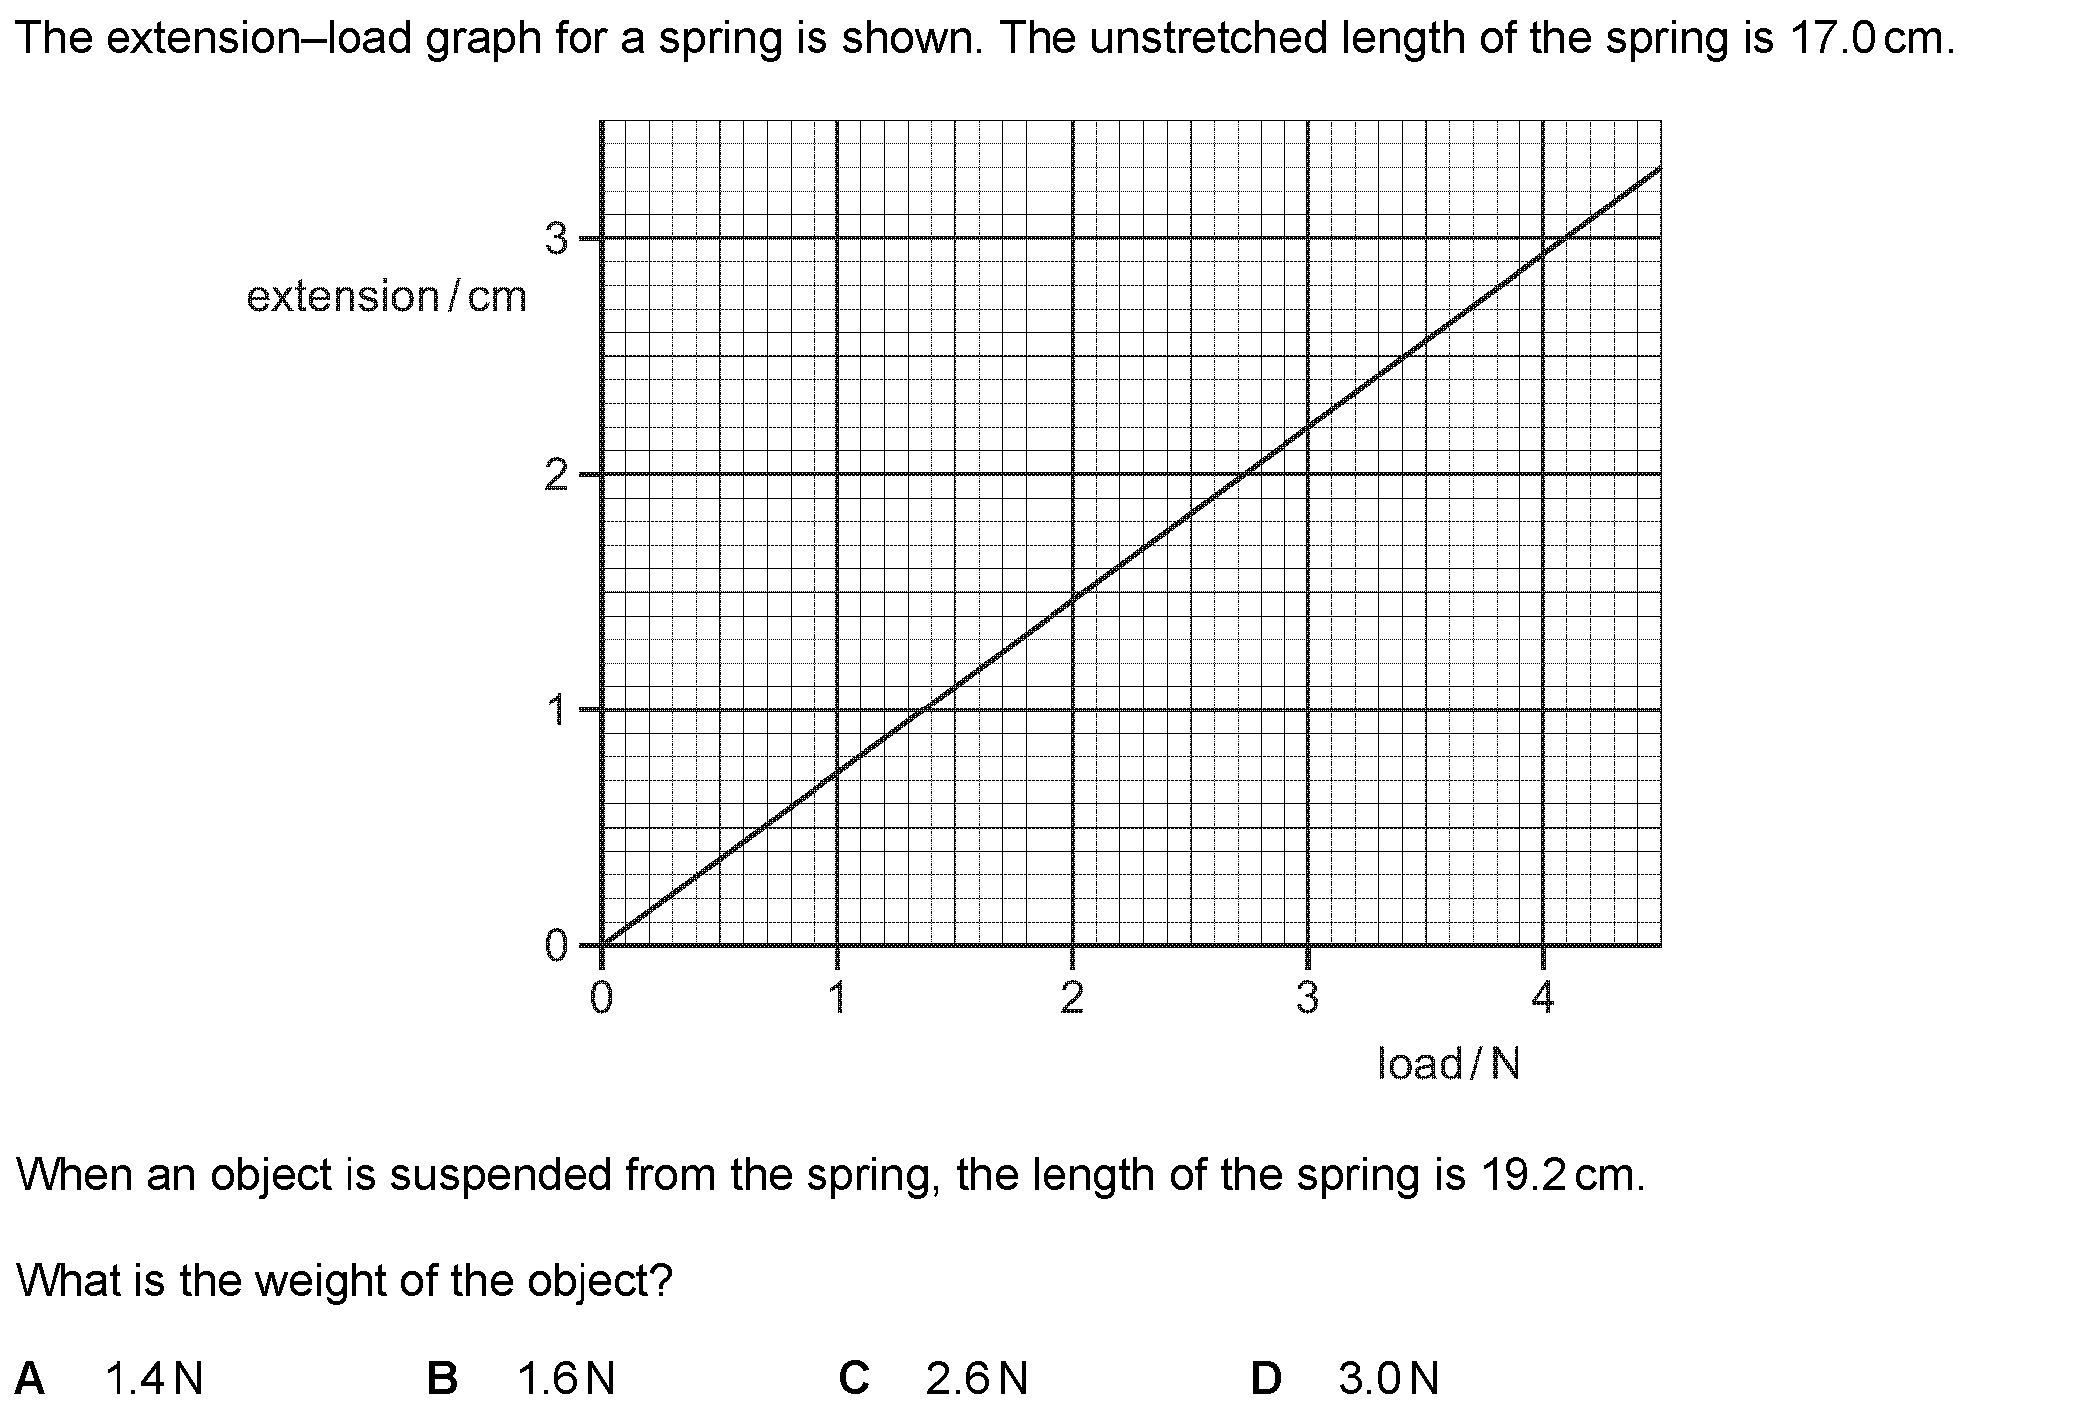 The extension–load graph for a spring is shown. The unstretched length of the spring is 17.0 cm.
3
extension / cm
2
1
0
0 1 2 3 4
load / N
When an object is suspended from the spring, the length of the spring is 19.2 cm.
What is the weight of the object?
A 1.4 N B 1.6 N C 2.6 N D 3.0 N